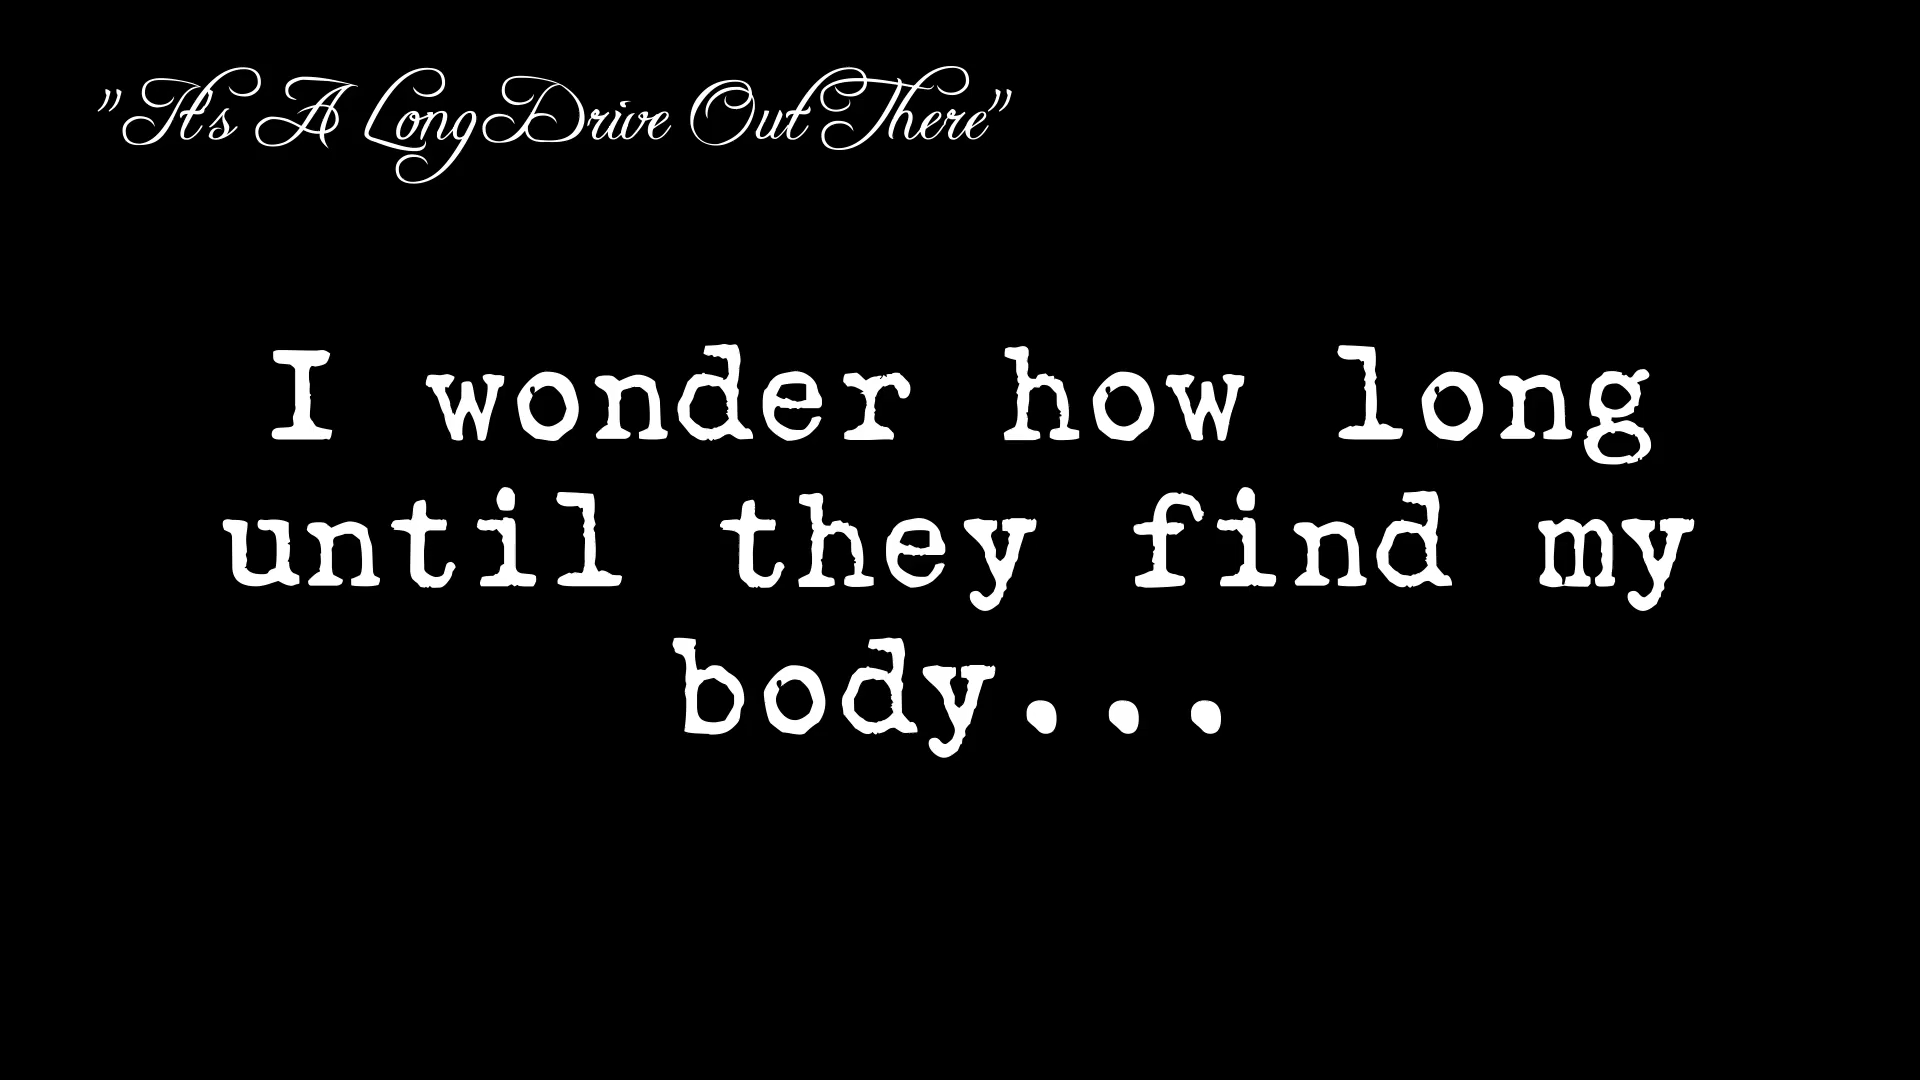 "It's A Long Drive Out There"
I wonder how long
until they find my
body...